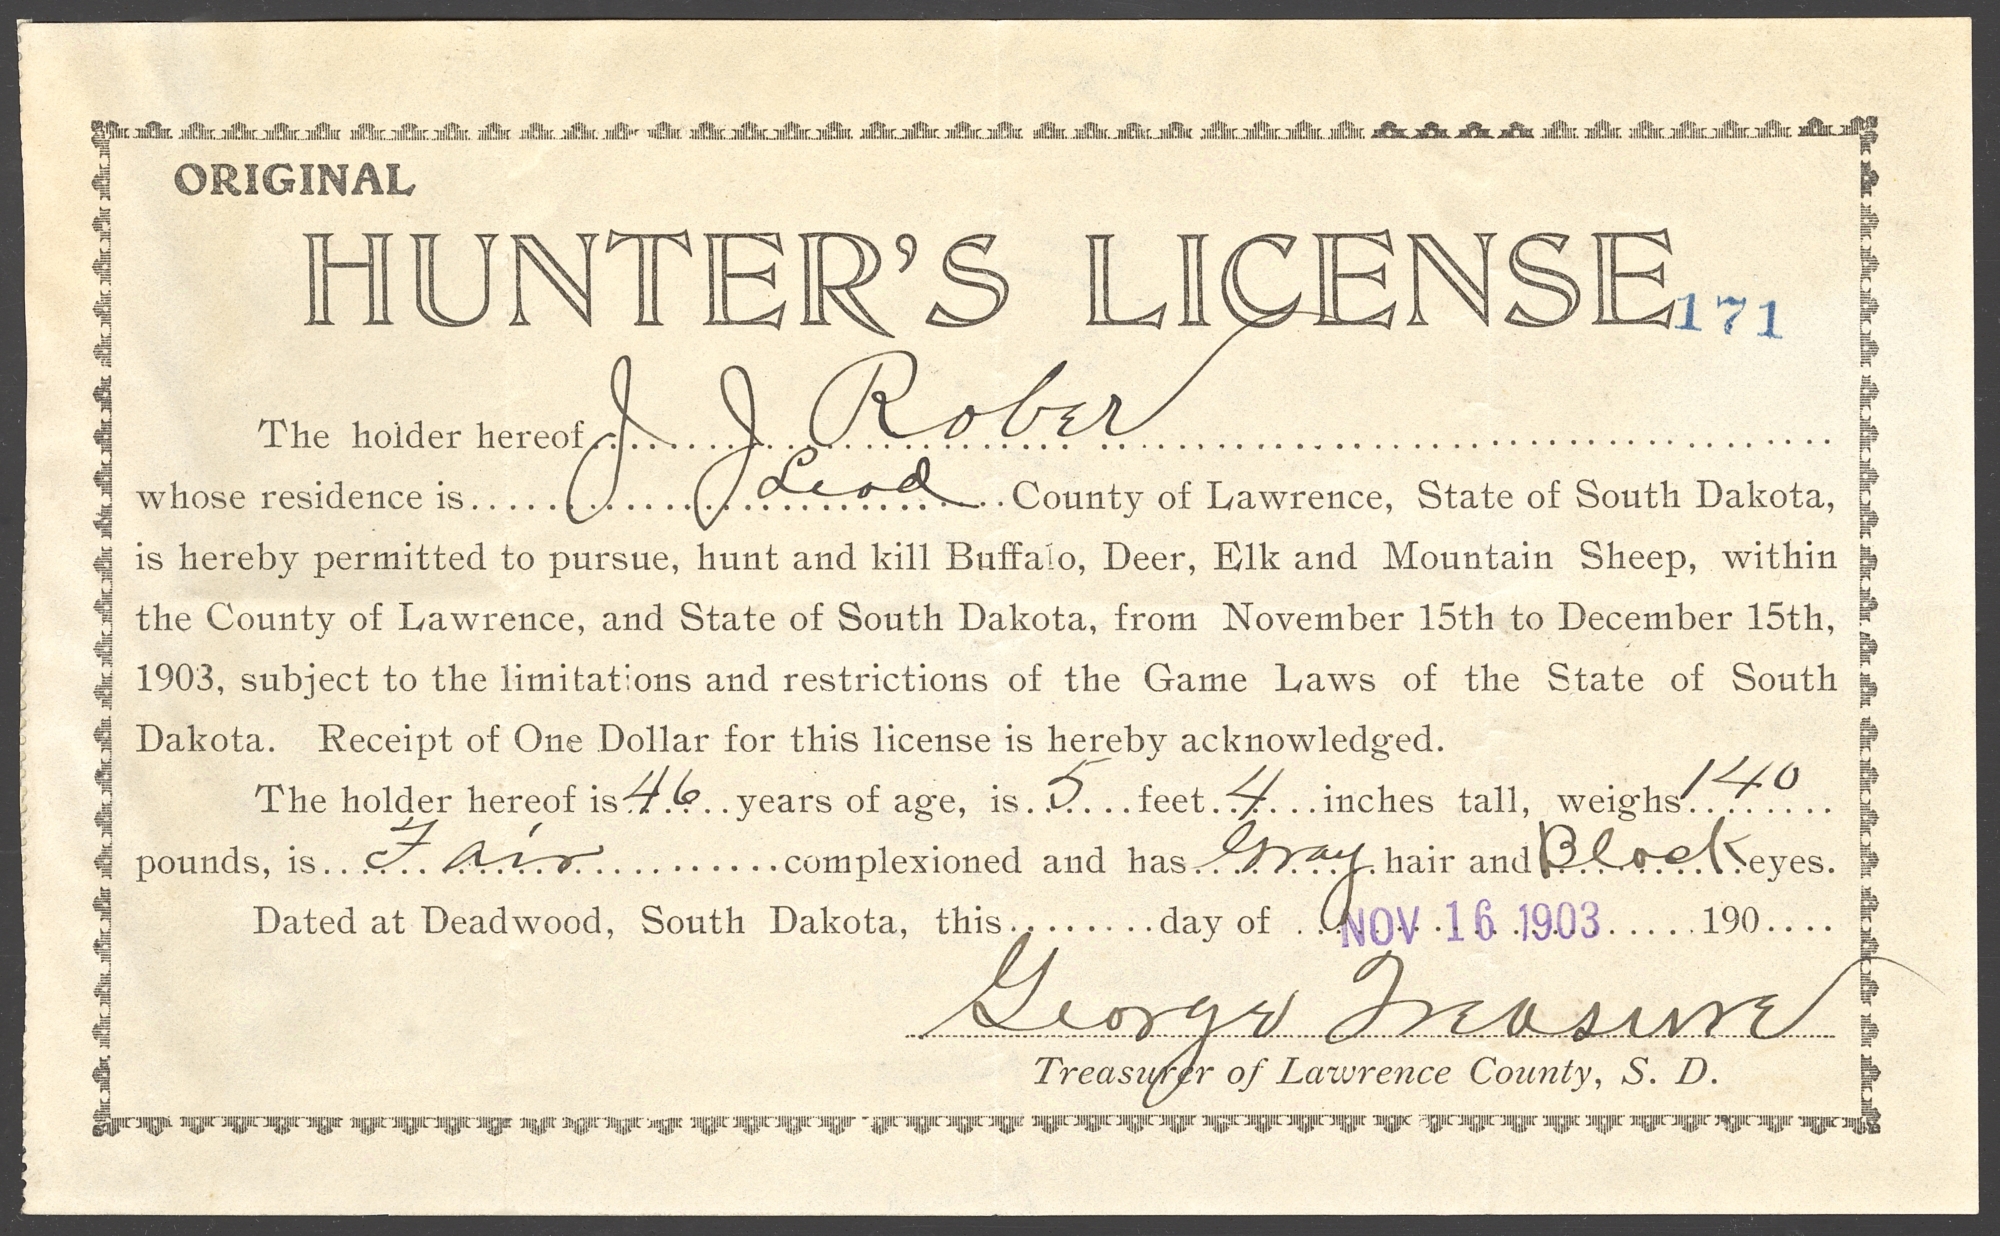 ORIGINAL
HUNTER'S LICENSE 171
The holder hereof J J Rober
whose residence is Lead County of Lawrence, State of South Dakota,
is hereby permitted to pursue, hunt and kill Buffalo, Deer, Elk and Mountain Sheep, within
the County of Lawrence, and State of South Dakota, from November 15th to December 15th,
1903, subject to the limitations and restrictions of the Game Laws of the State of South
Dakota. Receipt of One Dollar for this license is hereby acknowledged.
The holder hereof is 46 years of age, is 5 feet 4 inches tall, weighs 140
pounds, is Fair complexioned and has Gray hair and Black eyes.
Dated at Deadwood, South Dakota, this ........ day of NOV 16 1903 190....
George Treasure
Treasurer of Lawrence County, S. D.